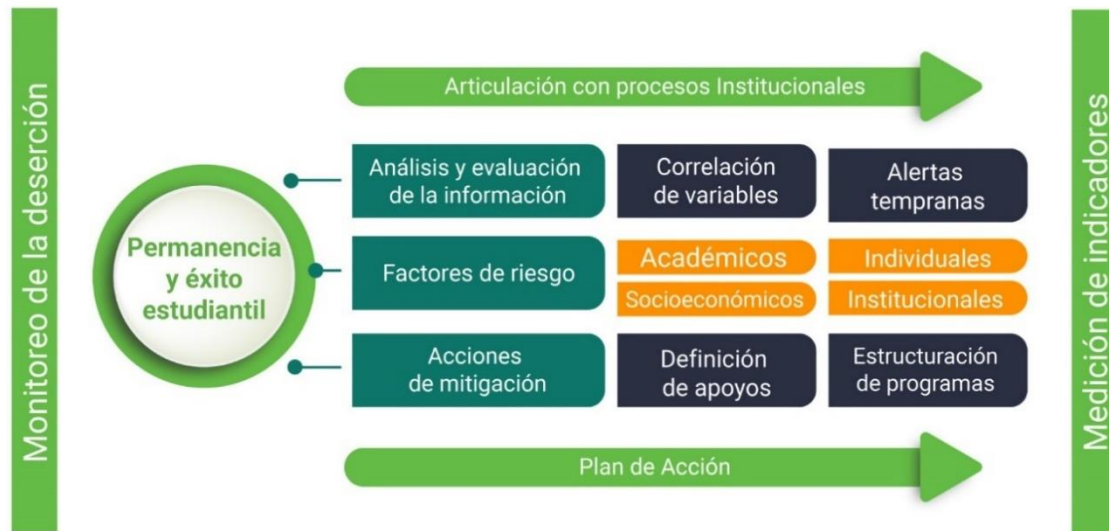 Monitoreo de la deserción
Articulación con procesos Institucionales
Permanencia
y éxito
estudiantil
Análisis y evaluación
de la información
Correlación
de variables
Alertas
tempranas
Factores de riesgo
Académicos
Individuales
Socioeconómicos
Institucionales
Acciones
de mitigación
Definición
de apoyos
Estructuración
de programas
Plan de Acción
Medición de indicadores